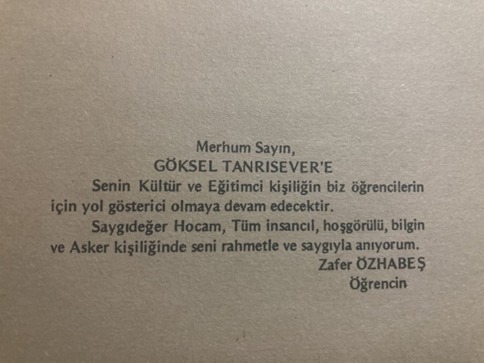 Merhum Sayın,
GÖKSEL TANRISEVER'E
Senin Kültür ve Eğitimci kişiliğin biz öğrencilerin
için yol gösterici olmaya devam edecektir.
Saygıdeğer Hocam, Tüm insancıl, hoşgörülü, bilgin
ve Asker kişiliğinde seni rahmetle ve saygıyla anıyorum.
Zafer ÖZHABEŞ
Öğrencin